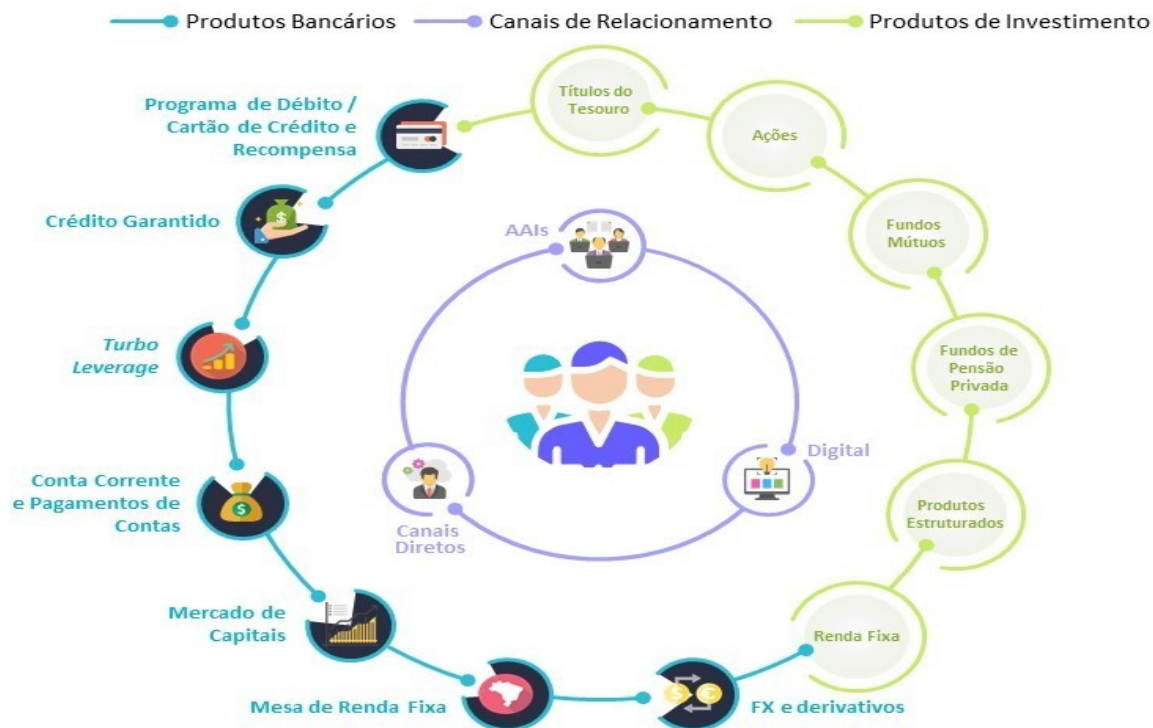 Produtos Bancários
Canais de Relacionamento
Produtos de Investimento
Programa de Débito /
Cartão de Crédito e
Recompensa
Títulos do
Tesouro
Ações
Crédito Garantido
Fundos
Mútuos
AAIs
Turbo
Leverage
Fundos de
Pensão
Privada
Digital
Conta Corrente
e Pagamentos de
Contas
Canais
Diretos
Produtos
Estruturados
Mercado de
Capitais
Renda Fixa
Mesa de Renda Fixa
FX e derivativos